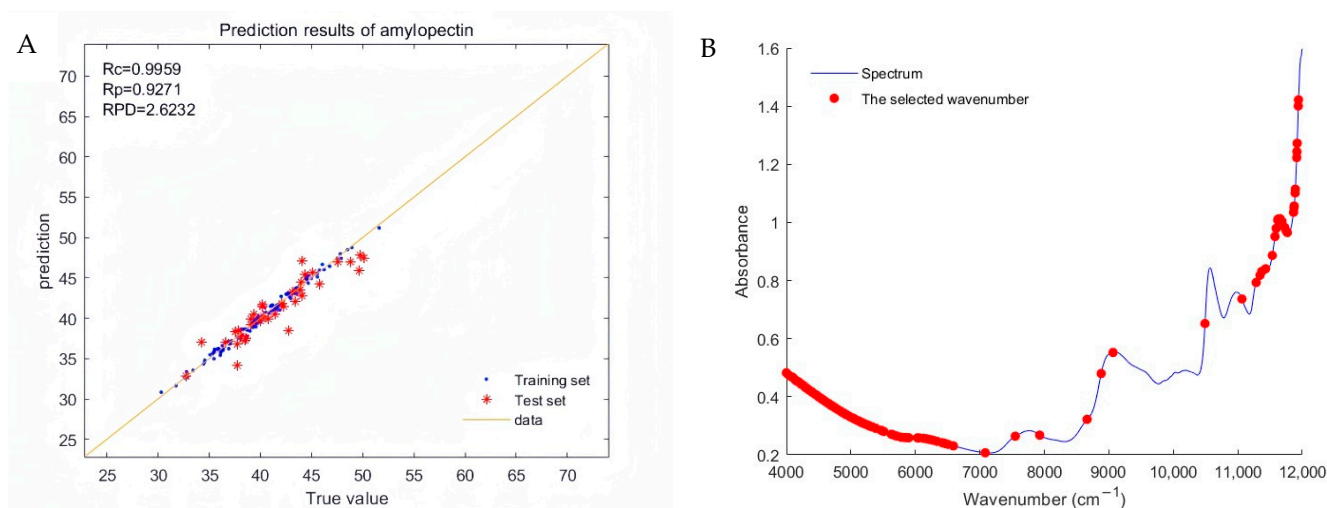 A
Prediction results of amylopectin
Rc=0.9959
Rp=0.9271
RPD=2.6232
70
65
60
55
50
45
40
35
30
25
prediction
Training set
Test set
data
25 30 35 40 45 50 55 60 65 70
True value
B
1.6
1.4
1.2
1
0.8
0.6
0.4
0.2
Absorbance
Spectrum
The selected wavenumber
4000 5000 6000 7000 8000 9000 10,000 11,000 12,000
Wavenumber (cm⁻¹)